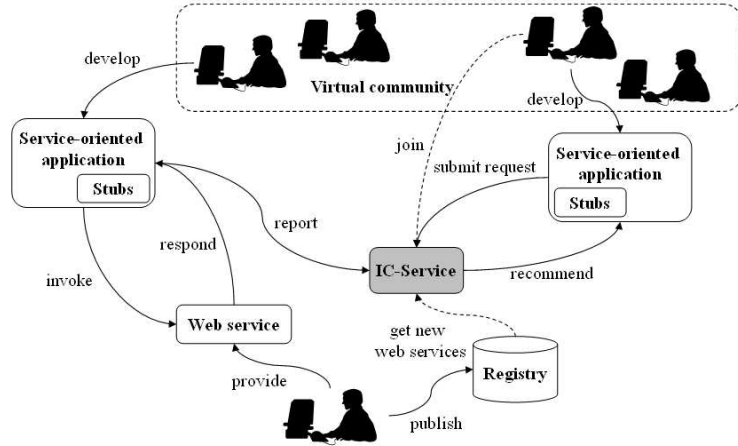 develop
Virtual community
develop
Service-oriented
application
Stubs
join
submit request
Service-oriented
application
Stubs
report
respond
IC-Service
recommend
invoke
Web service
get new
web services
provide
Registry
publish